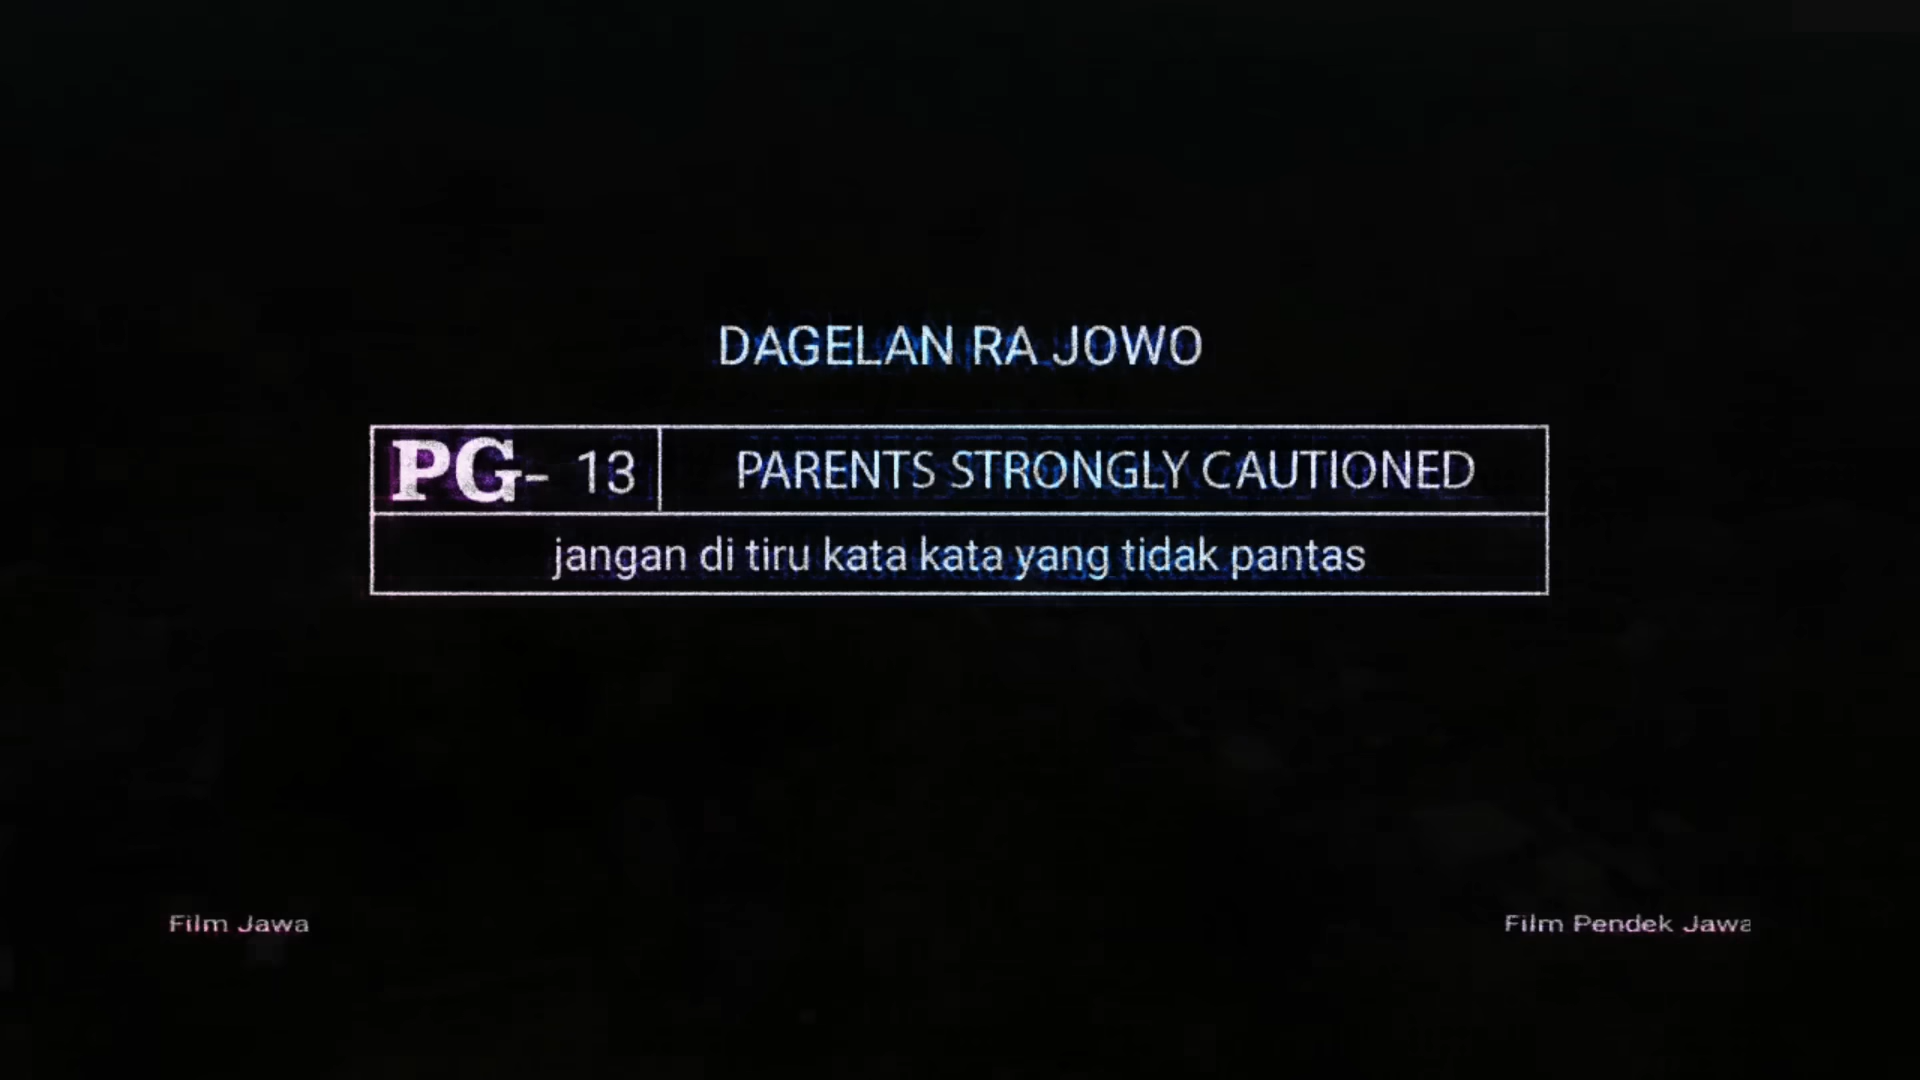 DAGELAN RA JOWO
PG- 13
PARENTS STRONGLY CAUTIONED
jangan di tiru kata kata yang tidak pantas
Film Jawa
Film Pendek Jawa